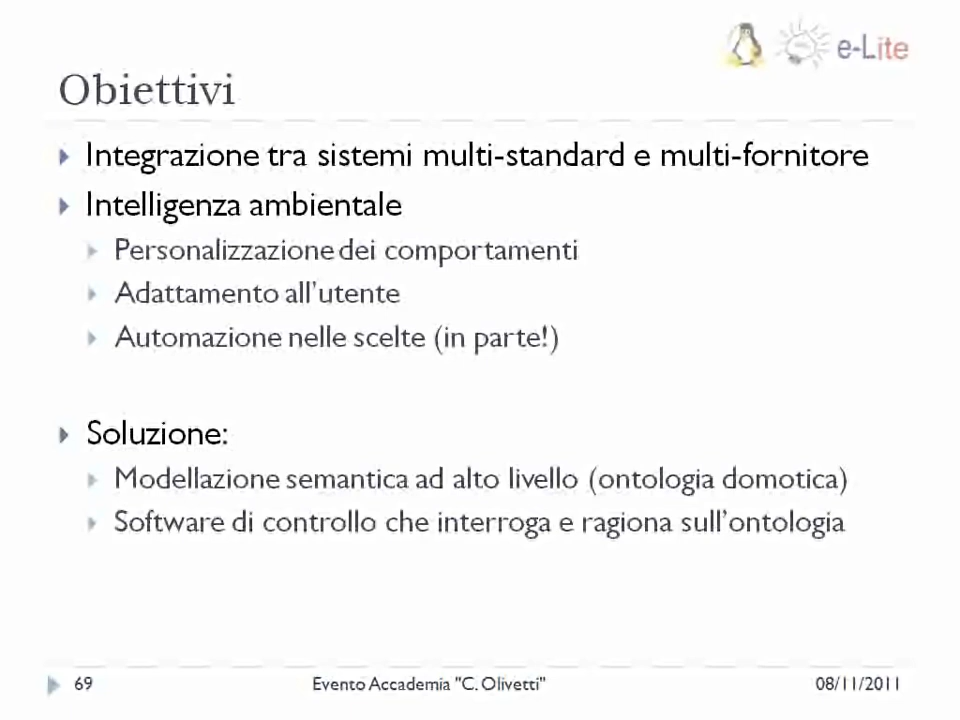 e-Lite
Obiettivi
Integrazione tra sistemi multi-standard e multi-fornitore
Intelligenza ambientale
Personalizzazione dei comportamenti
Adattamento all'utente
Automazione nelle scelte (in parte!)
Soluzione:
Modellazione semantica ad alto livello (ontologia domotica)
Software di controllo che interroga e ragiona sull'ontologia
69 Evento Accademia "C. Olivetti" 08/11/2011